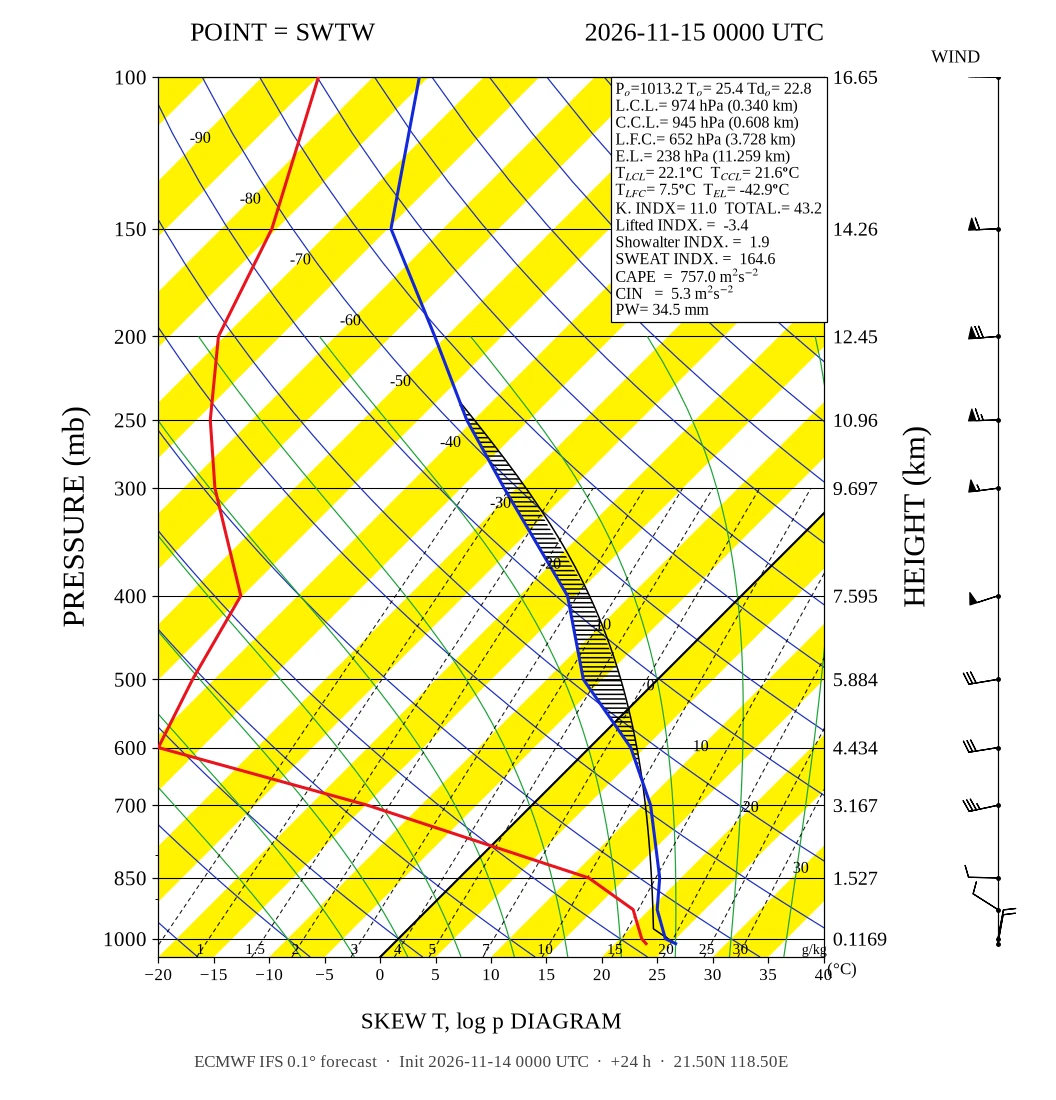 POINT = SWTW
2026-11-15 0000 UTC
WIND
Pₒ=1013.2 Tₒ= 25.4 Tdₒ= 22.8
L.C.L.= 974 hPa (0.340 km)
C.C.L.= 945 hPa (0.608 km)
L.F.C.= 652 hPa (3.728 km)
E.L.= 238 hPa (11.259 km)
T_LCL= 22.1°C T_CCL= 21.6°C
T_LFC= 7.5°C T_EL= -42.9°C
K. INDX= 11.0 TOTAL.= 43.2
Lifted INDX. = -3.4
Showalter INDX. = 1.9
SWEAT INDX. = 164.6
CAPE = 757.0 m²s⁻²
CIN = 5.3 m²s⁻²
PW= 34.5 mm
100 16.65
-90
-80
150 14.26
-70
-60
200 12.45
-50
250 10.96
-40
300 9.697
-30
-20
400 7.595
-10
500 5.884
0
600 4.434
10
700 3.167
20
850 1.527
30
1000 0.1169
PRESSURE (mb)
HEIGHT (km)
1 1.5 2 3 4 5 7 10 15 20 25 30 g/kg
−20 −15 −10 −5 0 5 10 15 20 25 30 35 40 (°C)
SKEW T, log p DIAGRAM
ECMWF IFS 0.1° forecast · Init 2026-11-14 0000 UTC · +24 h · 21.50N 118.50E